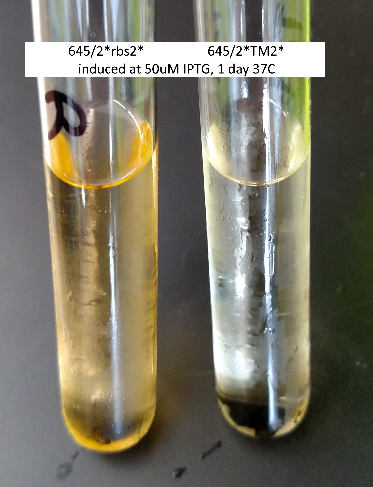 645/2*rbs2* 645/2*TM2*
induced at 50uM IPTG, 1 day 37C
R